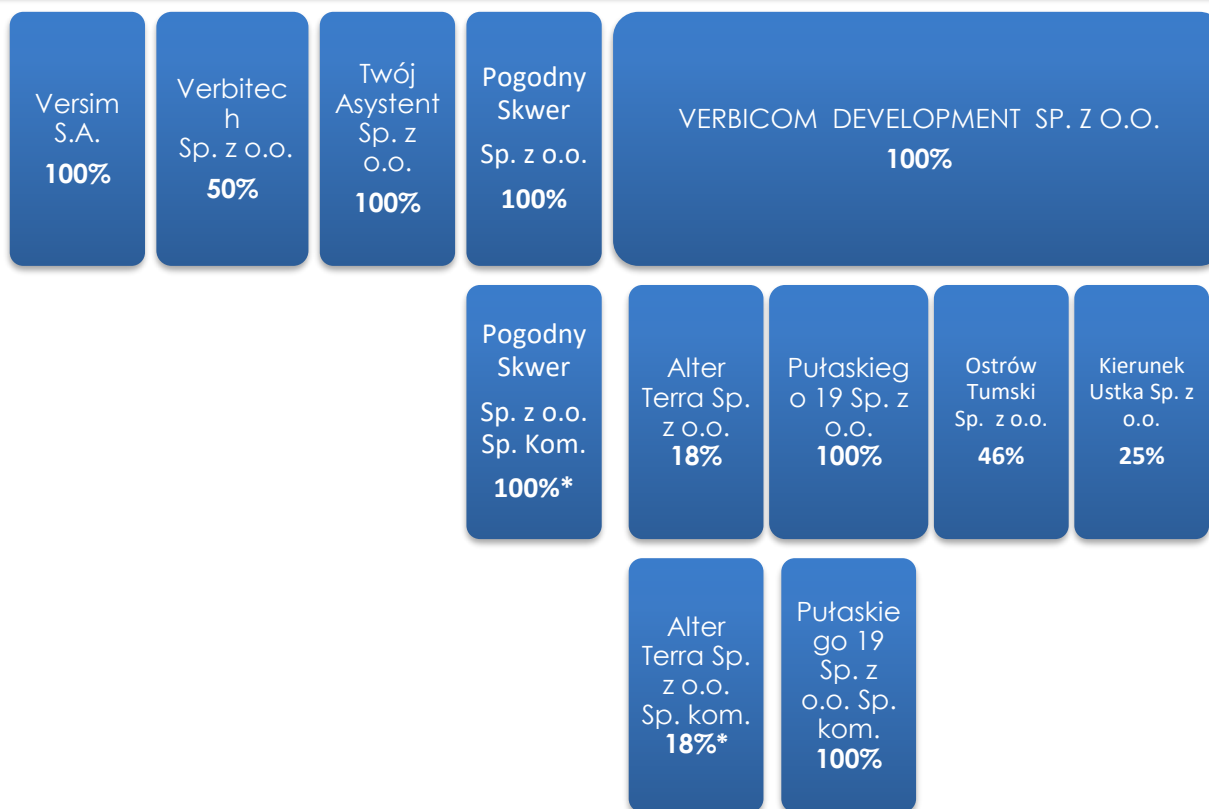 Versim
S.A.
100%
Verbitec
h
Sp. z o.o.
50%
Twój
Asystent
Sp. z
o.o.
100%
Pogodny
Skwer
Sp. z o.o.
100%
VERBICOM DEVELOPMENT SP. Z O.O.
100%
Pogodny
Skwer
Sp. z o.o.
Sp. Kom.
100%*
Alter
Terra Sp.
z o.o.
18%
Pułaskieg
o 19 Sp. z
o.o.
100%
Ostrów
Tumski
Sp. z o.o.
46%
Kierunek
Ustka Sp. z
o.o.
25%
Alter
Terra Sp.
z o.o.
Sp. kom.
18%*
Pułaskie
go 19
Sp. z
o.o. Sp.
kom.
100%